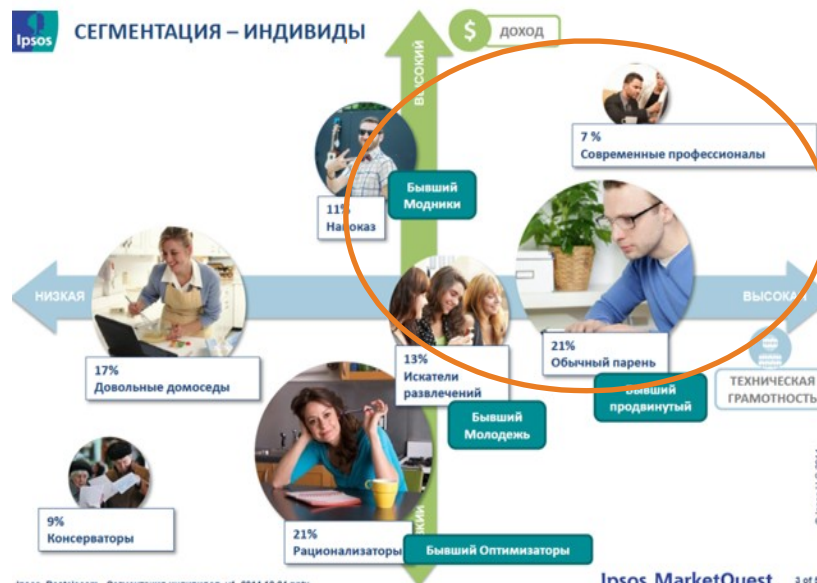 Ipsos
СЕГМЕНТАЦИЯ – ИНДИВИДЫ
$
ДОХОД
ВЫСОКИЙ
7 %
Современные профессионалы
11%
Напоказ
Бывший
Модники
НИЗКАЯ
ВЫСОКАЯ
17%
Довольные домоседы
13%
Искатели
развлечений
21%
Обычный парень
Бывший
продвинутый
ТЕХНИЧЕСКАЯ
ГРАМОТНОСТЬ
Бывший
Молодежь
9%
Консерваторы
21%
Рационализаторы
Бывший Оптимизаторы
Ipsos MarketQuest